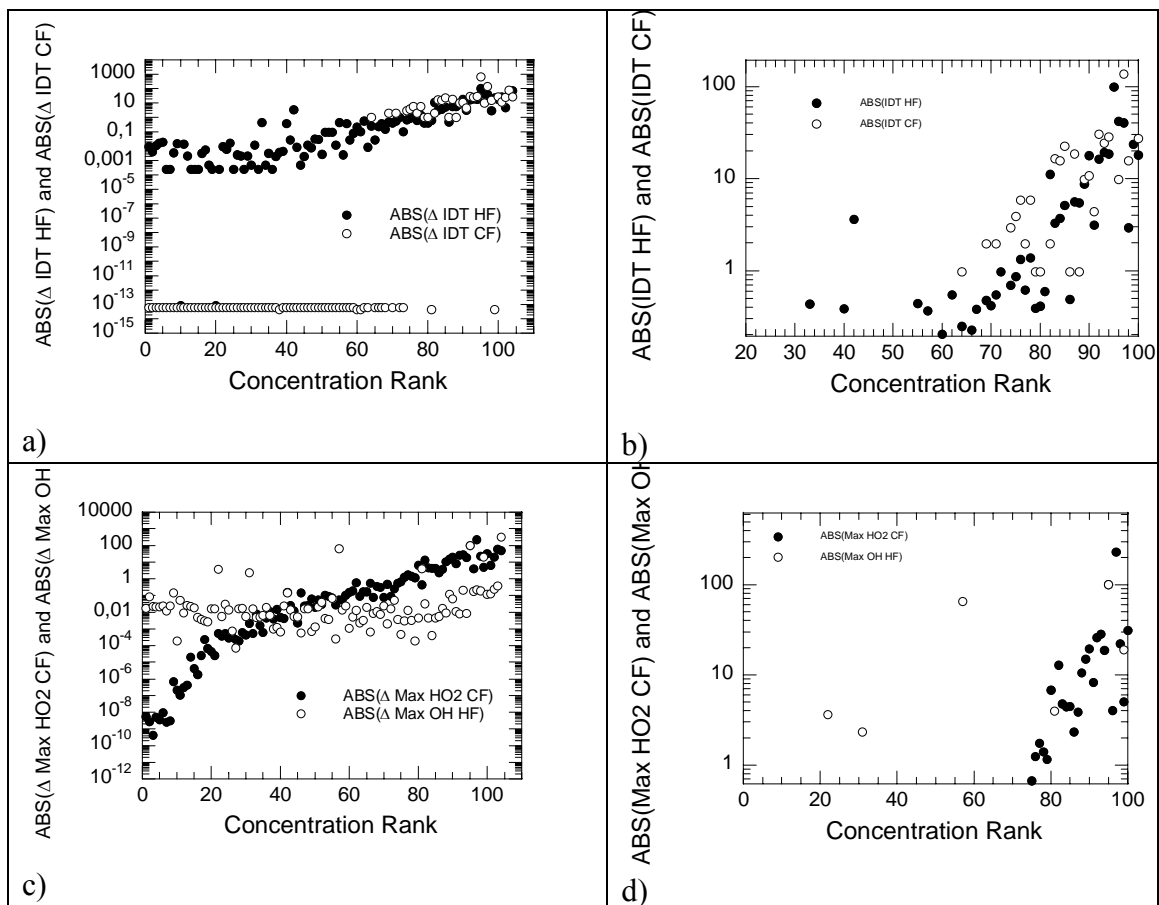 ABS(Δ IDT HF) and ABS(Δ IDT CF)
1000
10
0,1
0,001
10-5
10-7
10-9
10-11
10-13
10-15
ABS(Δ IDT HF)
ABS(Δ IDT CF)
0 20 40 60 80 100
Concentration Rank
a)
ABS(IDT HF) and ABS(IDT CF)
100
10
1
ABS(IDT HF)
ABS(IDT CF)
20 30 40 50 60 70 80 90 100
Concentration Rank
b)
ABS(Δ Max HO2 CF) and ABS(Δ Max OH
10000
100
1
0,01
10-4
10-6
10-8
10-10
10-12
ABS(Δ Max HO2 CF)
ABS(Δ Max OH HF)
0 20 40 60 80 100
Concentration Rank
c)
ABS(Max HO2 CF) and ABS(Max OH
100
10
1
ABS(Max HO2 CF)
ABS(Max OH HF)
0 20 40 60 80 100
Concentration Rank
d)